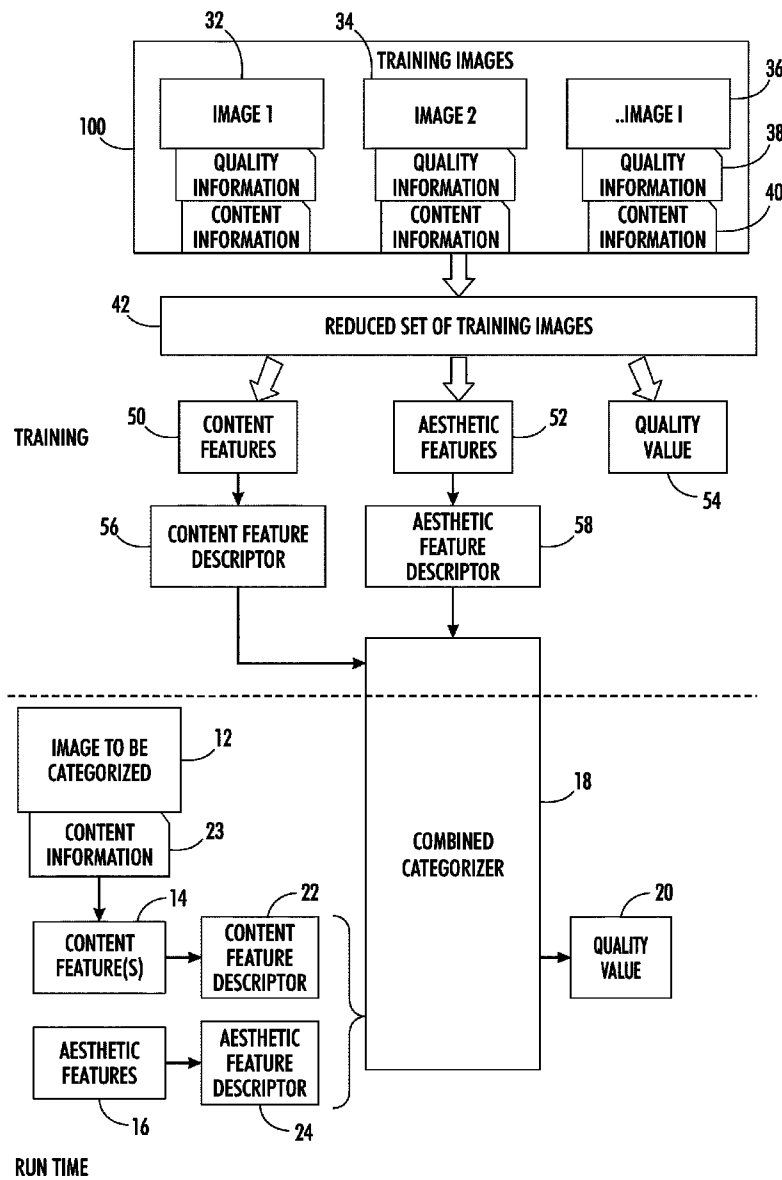 32
34
TRAINING IMAGES
36
IMAGE 1
IMAGE 2
..IMAGE I
100
38
QUALITY
INFORMATION
QUALITY
INFORMATION
QUALITY
INFORMATION
40
CONTENT
INFORMATION
CONTENT
INFORMATION
CONTENT
INFORMATION
42
REDUCED SET OF TRAINING IMAGES
TRAINING
50
CONTENT
FEATURES
52
AESTHETIC
FEATURES
QUALITY
VALUE
54
56
CONTENT FEATURE
DESCRIPTOR
58
AESTHETIC
FEATURE
DESCRIPTOR
IMAGE TO BE
CATEGORIZED
12
CONTENT
INFORMATION
23
18
COMBINED
CATEGORIZER
14
CONTENT
FEATURE(S)
22
CONTENT
FEATURE
DESCRIPTOR
20
QUALITY
VALUE
AESTHETIC
FEATURES
16
AESTHETIC
FEATURE
DESCRIPTOR
24
RUN TIME